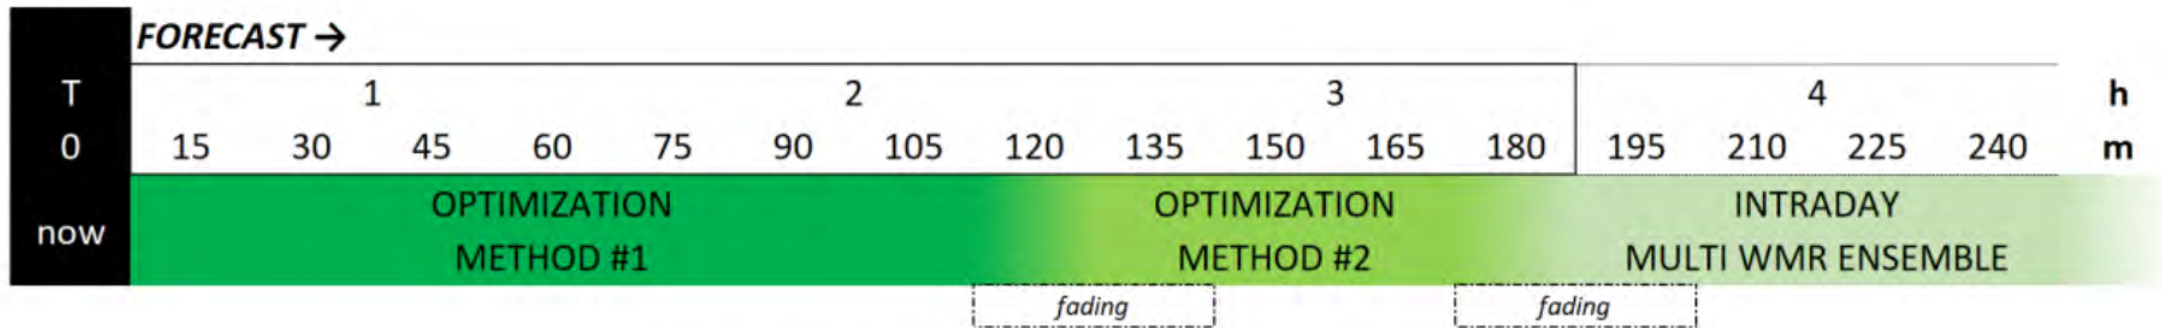 FORECAST →
T 1 2 3 4 h
0 15 30 45 60 75 90 105 120 135 150 165 180 195 210 225 240 m
now
OPTIMIZATION OPTIMIZATION INTRADAY
METHOD #1 METHOD #2 MULTI WMR ENSEMBLE
fading fading